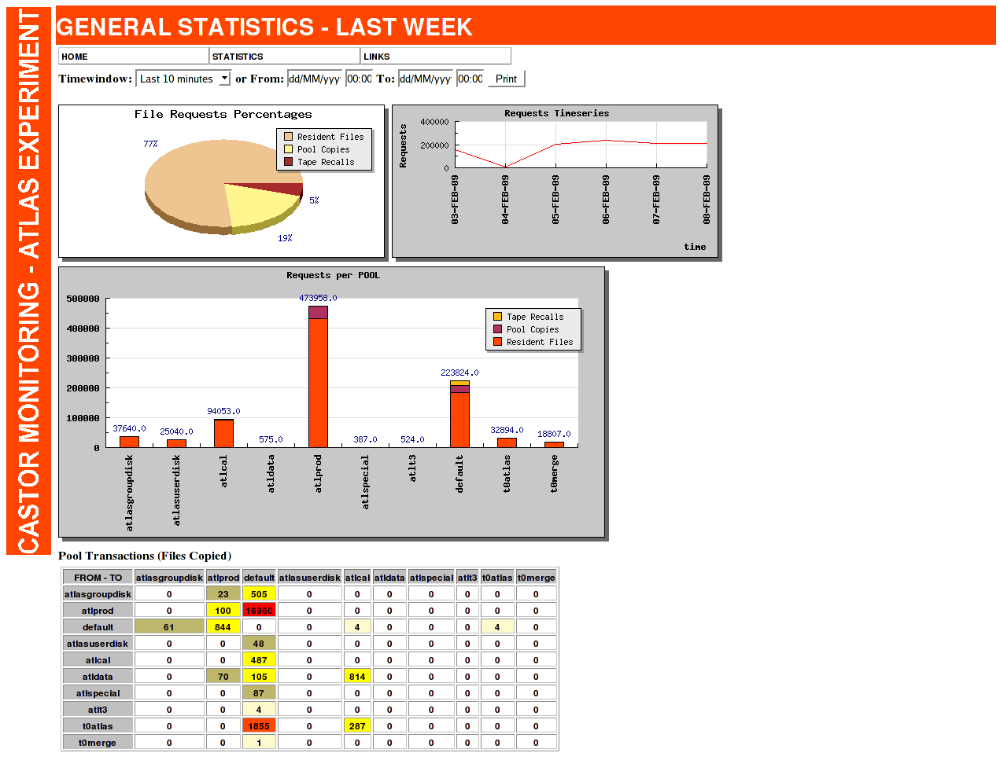 CASTOR MONITORING - ATLAS EXPERIMENT
GENERAL STATISTICS - LAST WEEK
HOME STATISTICS LINKS
Timewindow: Last 10 minutes or From: dd/MM/yyy 00:00 To: dd/MM/yyy 00:00 Print
File Requests Percentages
Resident Files
Pool Copies
Tape Recalls
77%
5%
19%
Requests Timeseries
Requests
400000
200000
0
03-FEB-09 04-FEB-09 05-FEB-09 06-FEB-09 07-FEB-09 08-FEB-09
time
Requests per POOL
500000
400000
300000
200000
100000
0
Tape Recalls
Pool Copies
Resident Files
37640.0 25040.0 94053.0 575.0 473958.0 387.0 524.0 223824.0 32894.0 18807.0
atlasgroupdisk atlasuserdisk atlcal atldata atlprod atlspecial atlt3 default t0atlas t0merge
Pool Transactions (Files Copied)
FROM - TO atlasgroupdisk atlprod default atlasuserdisk atlcal atldata atlspecial atlt3 t0atlas t0merge
atlasgroupdisk 0 23 505 0 0 0 0 0 0 0
atlprod 0 100 16960 0 0 0 0 0 0 0
default 61 844 0 0 4 0 0 0 4 0
atlasuserdisk 0 0 48 0 0 0 0 0 0 0
atlcal 0 0 487 0 0 0 0 0 0 0
atldata 0 70 105 0 814 0 0 0 0 0
atlspecial 0 0 87 0 0 0 0 0 0 0
atlt3 0 0 4 0 0 0 0 0 0 0
t0atlas 0 0 1855 0 287 0 0 0 0 0
t0merge 0 0 1 0 0 0 0 0 0 0